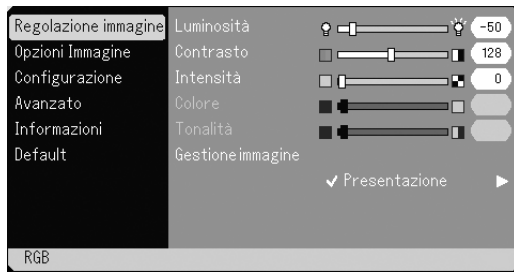 Regolazione immagine Luminosità -50
Opzioni Immagine Contrasto 128
Configurazione Intensità 0
Avanzato Colore
Informazioni Tonalità
Default Gestione immagine
✓ Presentazione
RGB